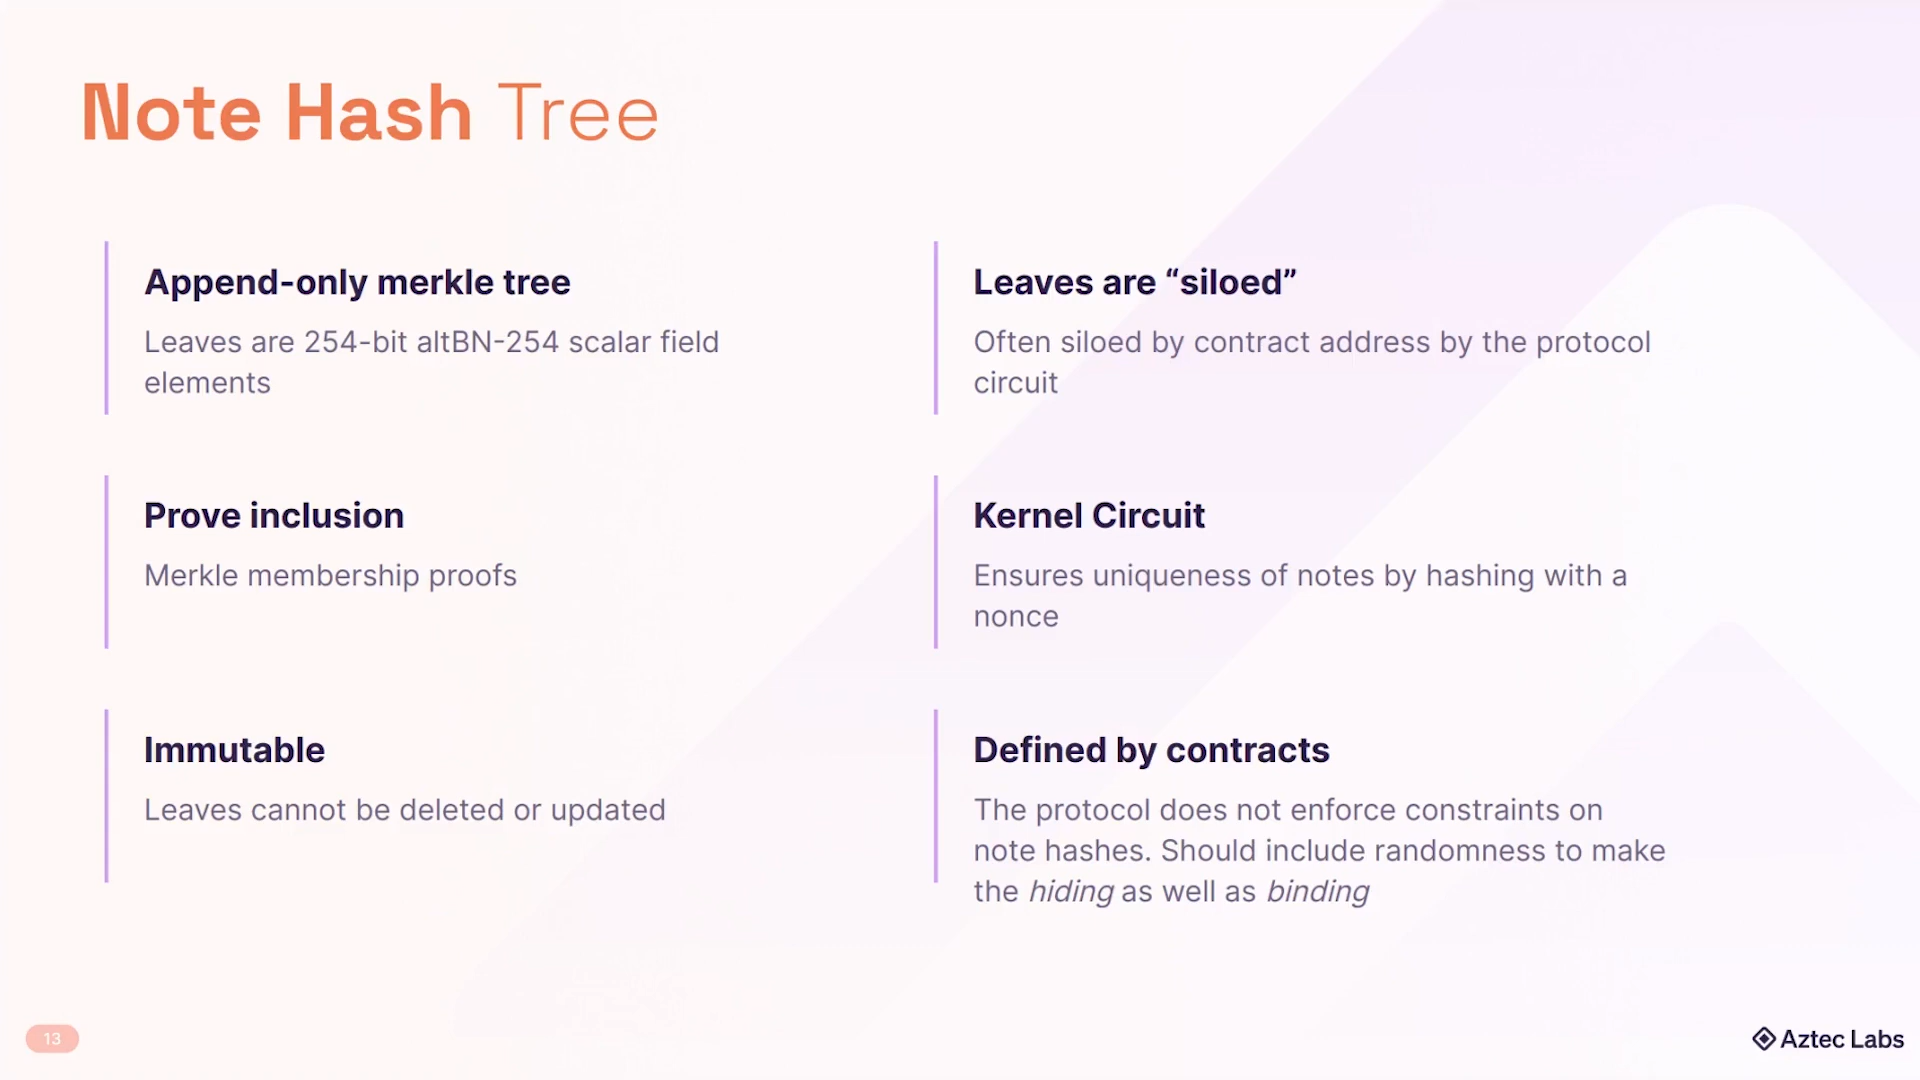 Note Hash Tree
Append-only merkle tree
Leaves are 254-bit altBN-254 scalar field
elements
Prove inclusion
Merkle membership proofs
Immutable
Leaves cannot be deleted or updated
Leaves are “siloed”
Often siloed by contract address by the protocol
circuit
Kernel Circuit
Ensures uniqueness of notes by hashing with a
nonce
Defined by contracts
The protocol does not enforce constraints on
note hashes. Should include randomness to make
the hiding as well as binding
13
Aztec Labs